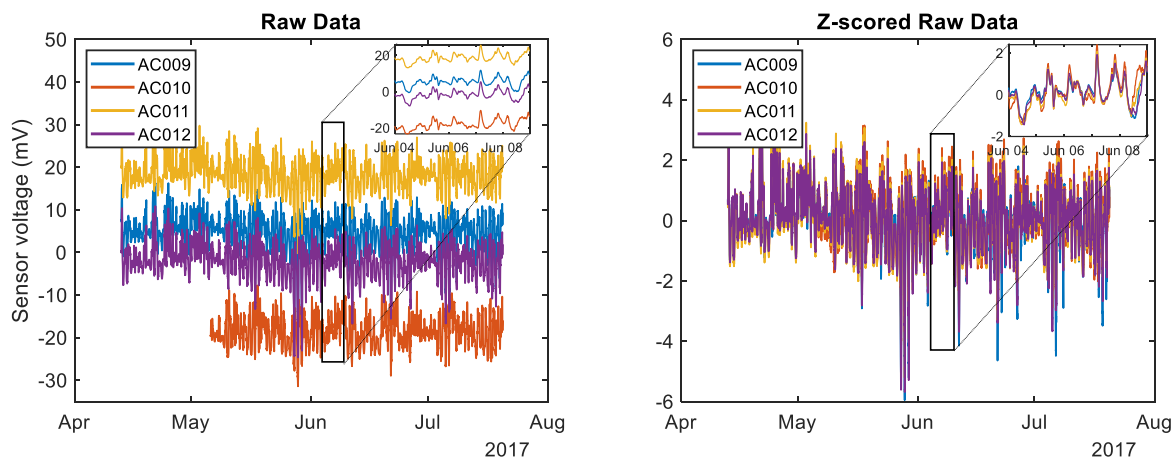 Raw Data
Sensor voltage (mV)
50
40
30
20
10
0
-10
-20
-30
AC009
AC010
AC011
AC012
20
0
-20
Jun 04
Jun 06
Jun 08
Apr
May
Jun
Jul
Aug
2017
Z-scored Raw Data
6
4
2
0
-2
-4
-6
AC009
AC010
AC011
AC012
2
0
-2
Jun 04
Jun 06
Jun 08
Apr
May
Jun
Jul
Aug
2017